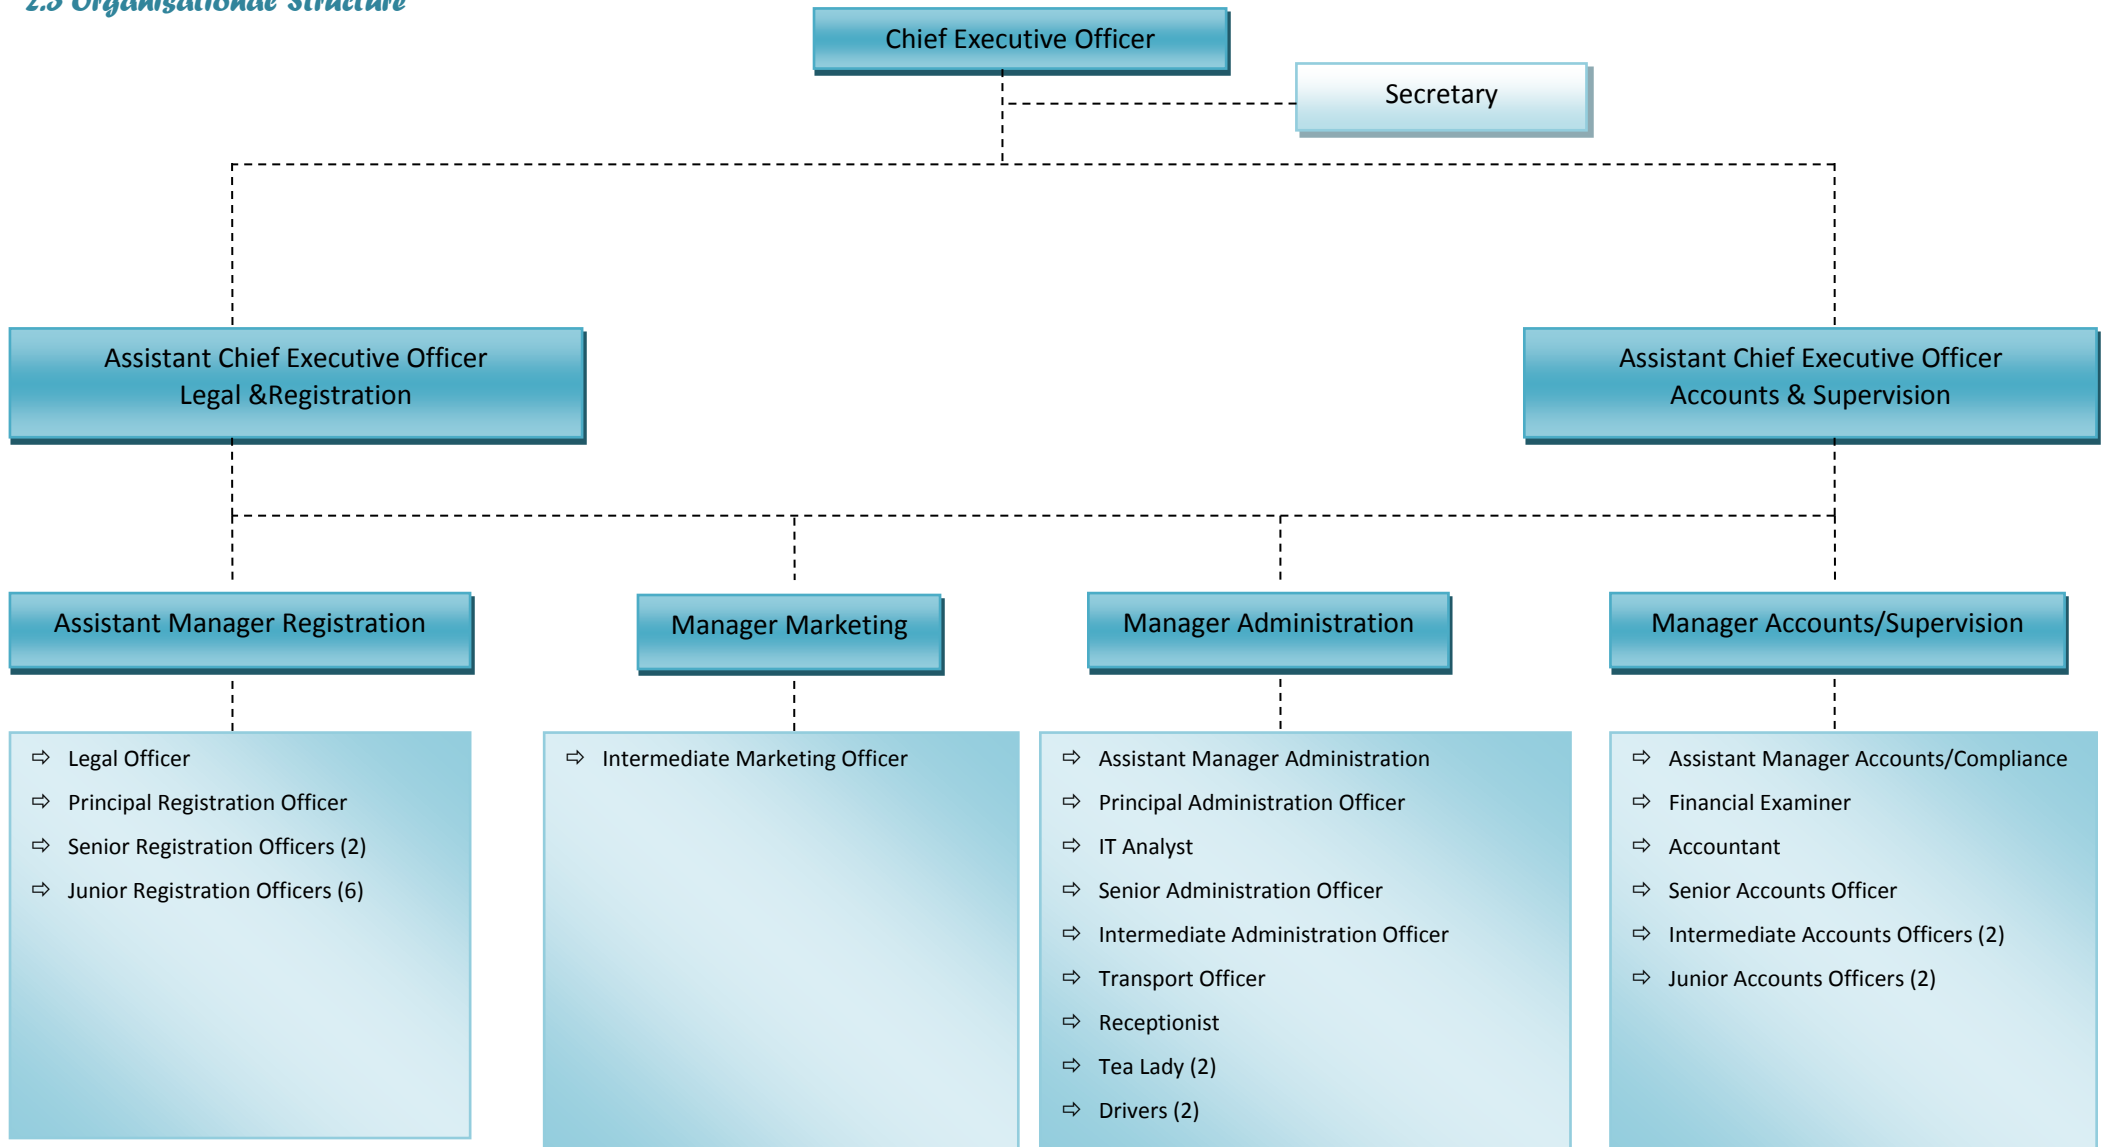 2.3 Organisational Structure
Chief Executive Officer
Secretary
Assistant Chief Executive Officer
Legal &Registration
Assistant Chief Executive Officer
Accounts & Supervision
Assistant Manager Registration
Manager Marketing
Manager Administration
Manager Accounts/Supervision
⇨ Legal Officer
⇨ Principal Registration Officer
⇨ Senior Registration Officers (2)
⇨ Junior Registration Officers (6)
⇨ Intermediate Marketing Officer
⇨ Assistant Manager Administration
⇨ Principal Administration Officer
⇨ IT Analyst
⇨ Senior Administration Officer
⇨ Intermediate Administration Officer
⇨ Transport Officer
⇨ Receptionist
⇨ Tea Lady (2)
⇨ Drivers (2)
⇨ Assistant Manager Accounts/Compliance
⇨ Financial Examiner
⇨ Accountant
⇨ Senior Accounts Officer
⇨ Intermediate Accounts Officers (2)
⇨ Junior Accounts Officers (2)